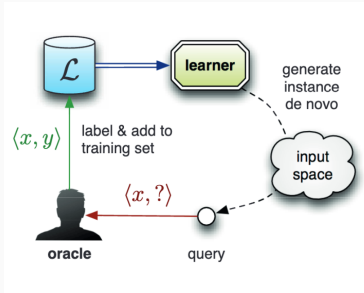 ℒ
learner
generate
instance
de novo
⟨x, y⟩
label & add to
training set
input
space
⟨x, ?⟩
oracle
query